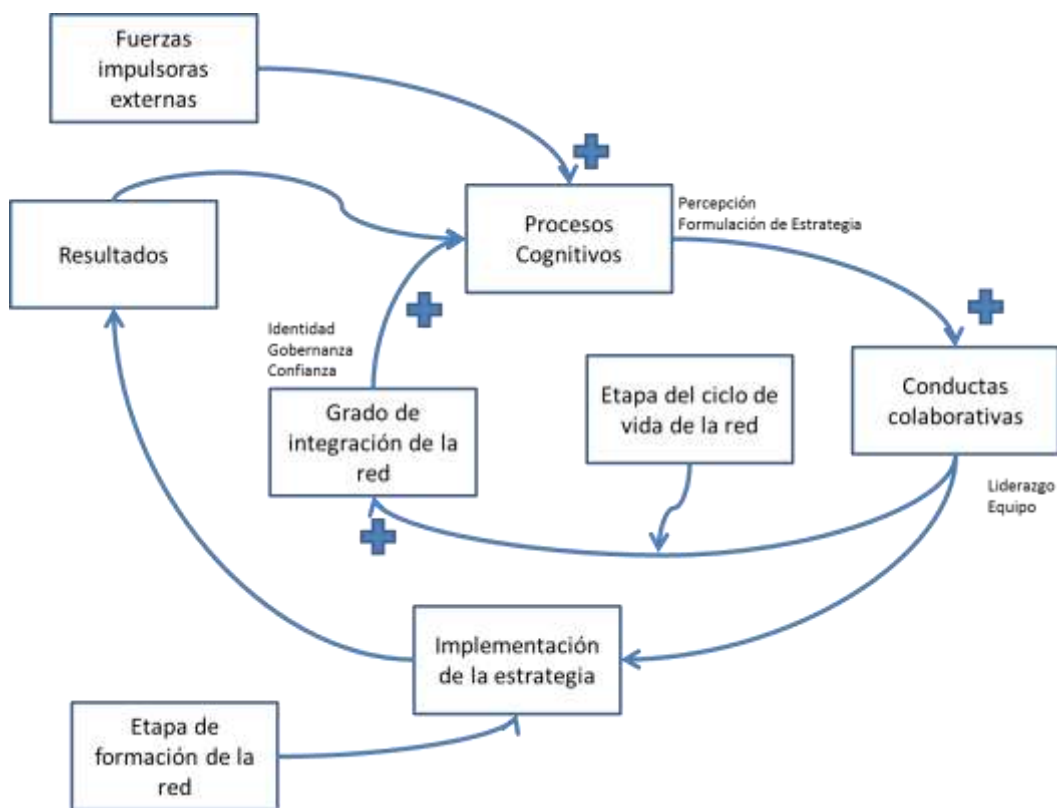 Fuerzas
impulsoras
externas
Procesos
Cognitivos
Percepción
Formulación de Estrategia
Resultados
Identidad
Gobernanza
Confianza
Grado de
integración de la
red
Etapa del ciclo de
vida de la red
Conductas
colaborativas
Liderazgo
Equipo
Implementación
de la estrategia
Etapa de
formación de la
red